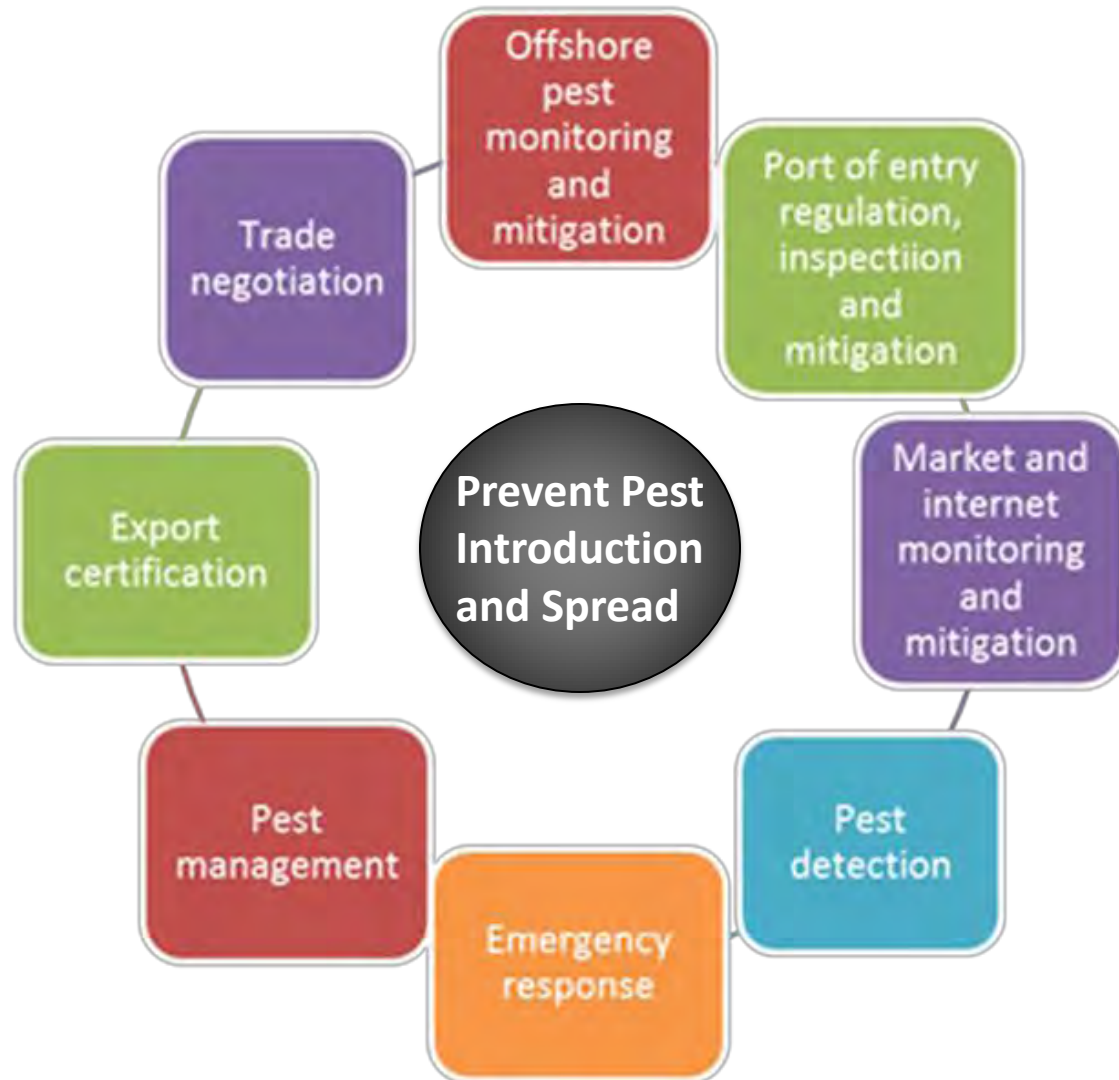 Offshore
pest
monitoring
and
mitigation
Port of entry
regulation,
inspectiion
and
mitigation
Market and
internet
monitoring
and
mitigation
Pest
detection
Emergency
response
Pest
management
Export
certification
Trade
negotiation
Prevent Pest
Introduction
and Spread